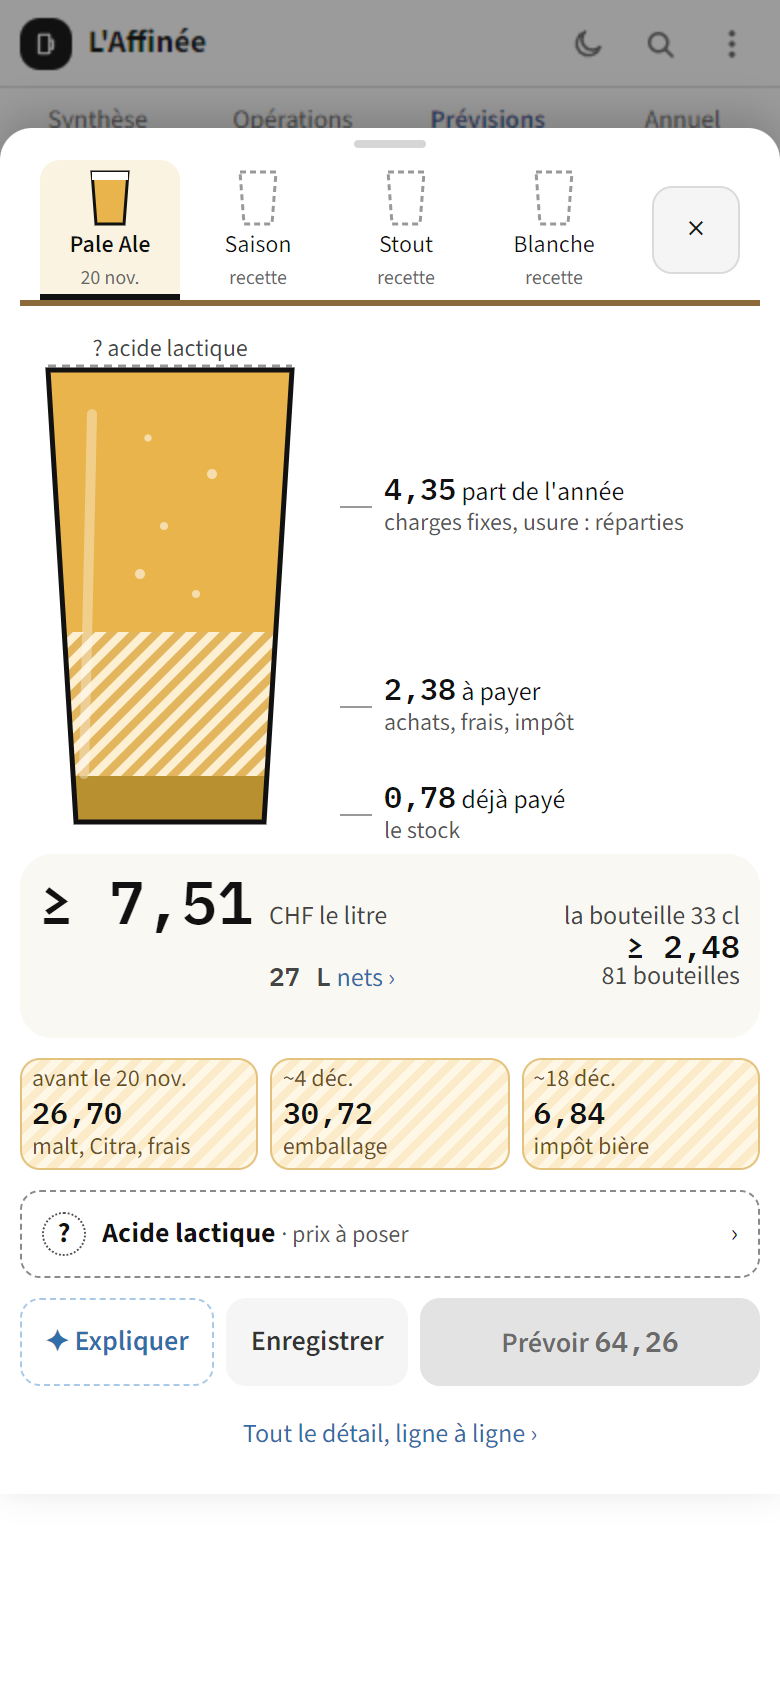 L'Affinée
Synthèse Opérations Prévisions Annuel
Pale Ale Saison Stout Blanche ×
20 nov. recette recette recette
? acide lactique
4,35 part de l'année
charges fixes, usure : réparties
2,38 à payer
achats, frais, impôt
0,78 déjà payé
le stock
≥ 7,51 CHF le litre
27 L nets ›
la bouteille 33 cl
≥ 2,48
81 bouteilles
avant le 20 nov.
26,70
malt, Citra, frais
~4 déc.
30,72
emballage
~18 déc.
6,84
impôt bière
? Acide lactique · prix à poser ›
✦ Expliquer
Enregistrer
Prévoir 64,26
Tout le détail, ligne à ligne ›